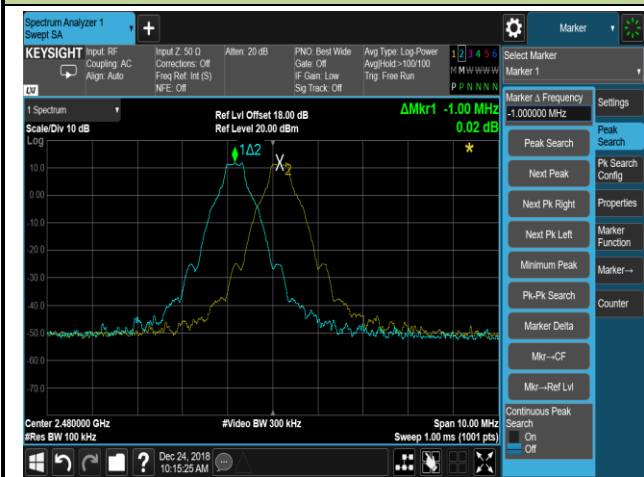 Spectrum Analyzer 1
Swept SA
+
Marker
KEYSIGHT
Input: RF
Coupling: AC
Align: Auto
Input Z: 50 Ω
Corrections: Off
Freq Ref: Int (S)
NFE: Off
Atten: 20 dB
PNO: Best Wide
Gate: Off
IF Gain: Low
Sig Track: Off
Avg Type: Log-Power
Avg|Hold:>100/100
Trig: Free Run
1 2 3 4 5 6
M M W W W W
P P N N N N
LXI
Select Marker
Marker 1
1 Spectrum
Scale/Div 10 dB
Ref Lvl Offset 18.00 dB
Ref Level 20.00 dBm
ΔMkr1 -1.00 MHz
0.02 dB
Log
1Δ2
X2
*
10.0
0.00
-10.0
-20.0
-30.0
-40.0
-50.0
-60.0
-70.0
Center 2.480000 GHz
#Res BW 100 kHz
#Video BW 300 kHz
Span 10.00 MHz
Sweep 1.00 ms (1001 pts)
Marker Δ Frequency
-1.000000 MHz
Peak Search
Next Peak
Next Pk Right
Next Pk Left
Minimum Peak
Pk-Pk Search
Marker Delta
Mkr→CF
Mkr→Ref Lvl
Continuous Peak
Search
On
Off
Settings
Peak
Search
Pk Search
Config
Properties
Marker
Function
Marker→
Counter
?
Dec 24, 2018
10:15:25 AM